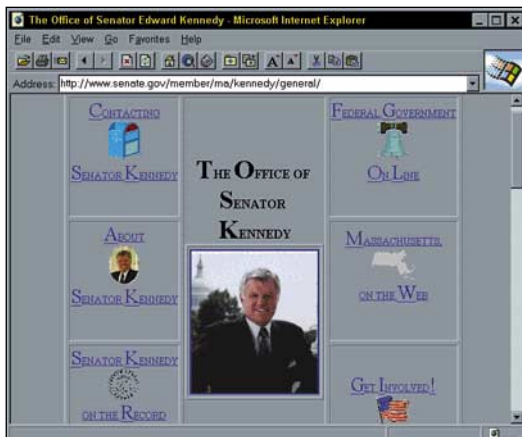 The Office of Senator Edward Kennedy - Microsoft Internet Explorer
File Edit View Go Favorites Help
Address: http://www.senate.gov/member/ma/kennedy/general/
CONTACTING
SENATOR KENNEDY
ABOUT
SENATOR KENNEDY
SENATOR KENNEDY
ON THE RECORD
THE OFFICE OF
SENATOR
KENNEDY
FEDERAL GOVERNMENT
ON LINE
MASSACHUSETTS
ON THE WEB
GET INVOLVED!